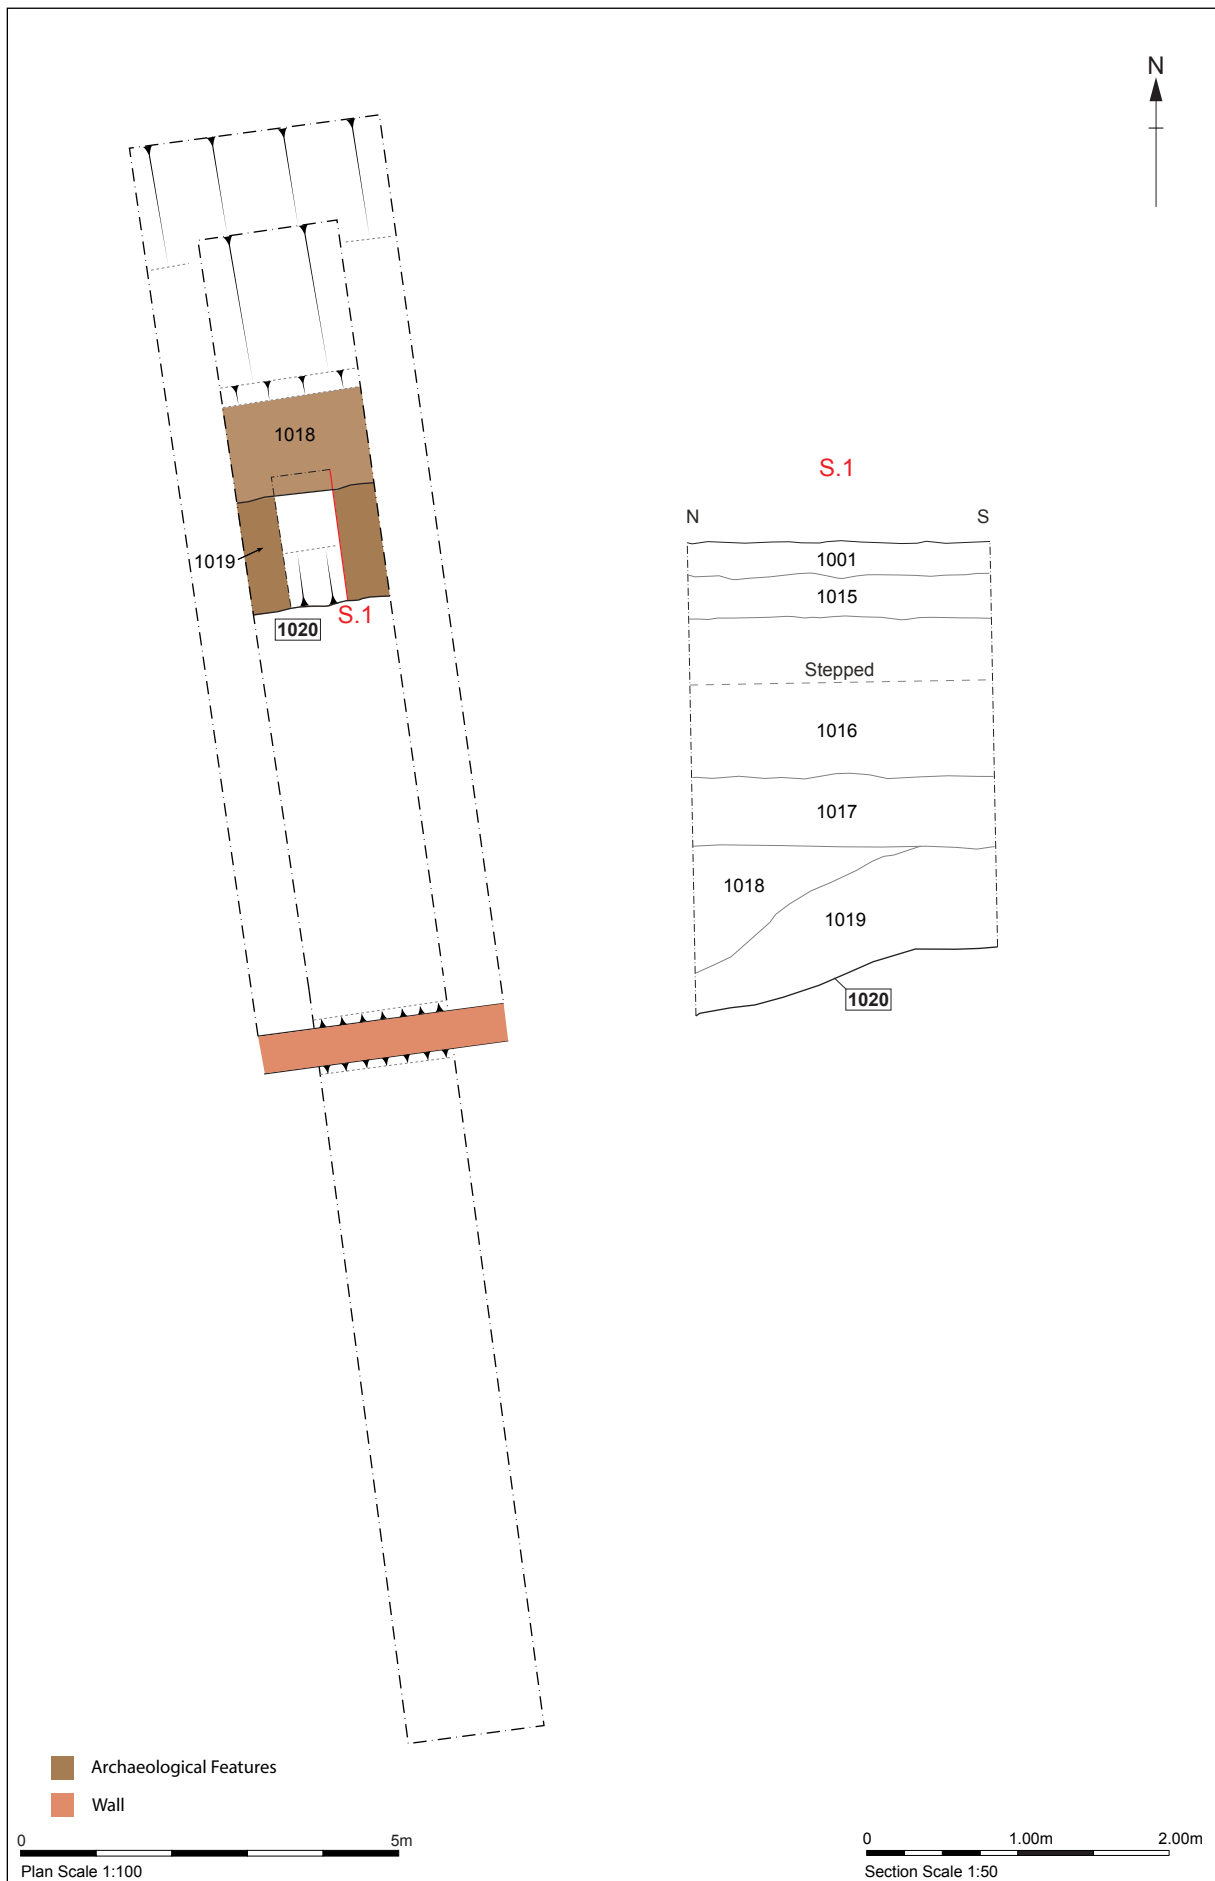 N
1018
1019
S.1
1020
S.1
N S
1001
1015
Stepped
1016
1017
1018
1019
1020
Archaeological Features
Wall
0 5m
Plan Scale 1:100
0 1.00m 2.00m
Section Scale 1:50